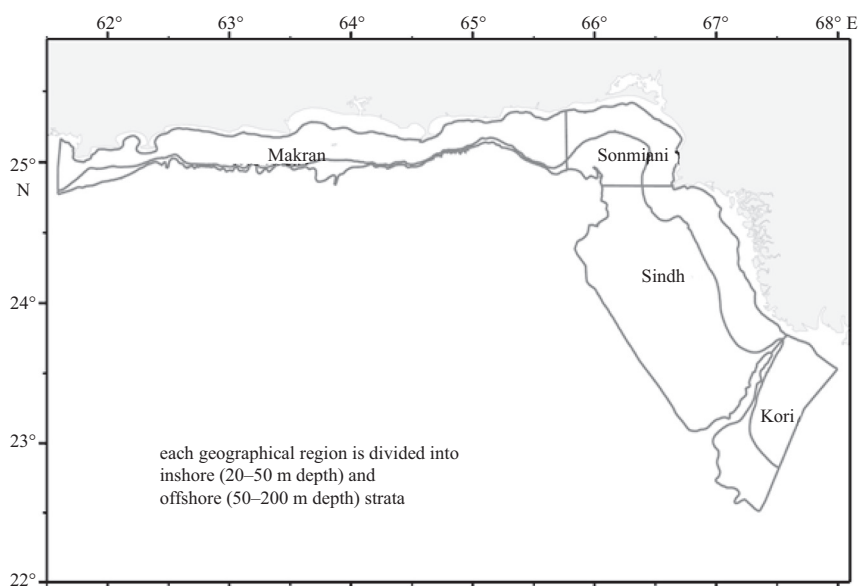 62° 63° 64° 65° 66° 67° 68° E
25°
N
Makran
Sonmiani
24°
Sindh
23°
Kori
each geographical region is divided into
inshore (20–50 m depth) and
offshore (50–200 m depth) strata
22°